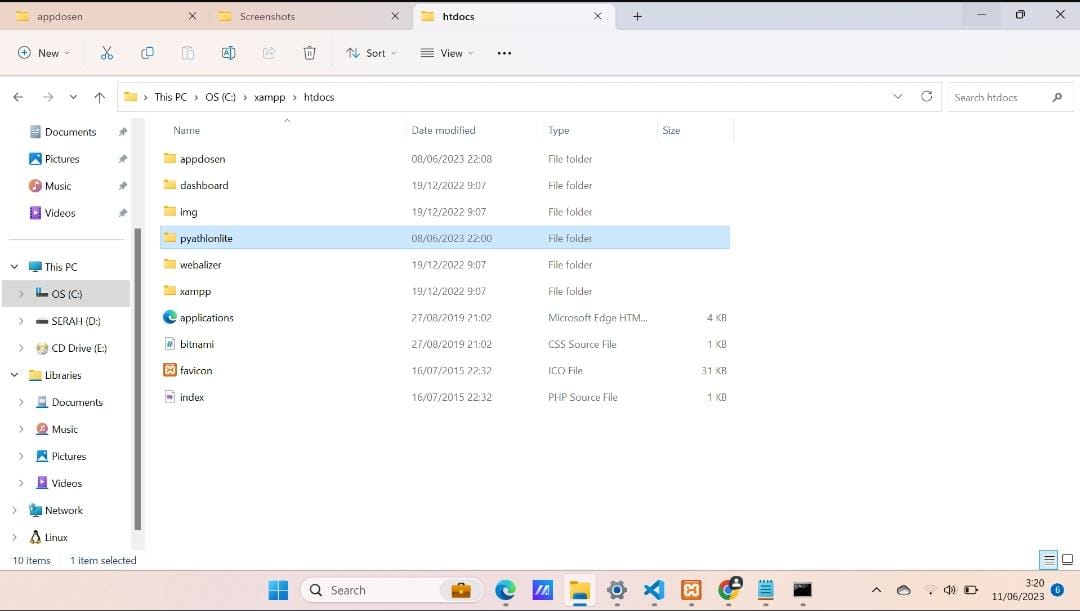 appdosen
Screenshots
htdocs
New
Sort
View
This PC > OS (C:) > xampp > htdocs
Search htdocs
Documents
Pictures
Music
Videos
This PC
OS (C:)
SERAH (D:)
CD Drive (E:)
Libraries
Documents
Music
Pictures
Videos
Network
Linux
Name Date modified Type Size
appdosen 08/06/2023 22:08 File folder
dashboard 19/12/2022 9:07 File folder
img 19/12/2022 9:07 File folder
pyathlonlite 08/06/2023 22:00 File folder
webalizer 19/12/2022 9:07 File folder
xampp 19/12/2022 9:07 File folder
applications 27/08/2019 21:02 Microsoft Edge HTM... 4 KB
bitnami 27/08/2019 21:02 CSS Source File 1 KB
favicon 16/07/2015 22:32 ICO File 31 KB
index 16/07/2015 22:32 PHP Source File 1 KB
10 items 1 item selected
Search
3:20
11/06/2023
6